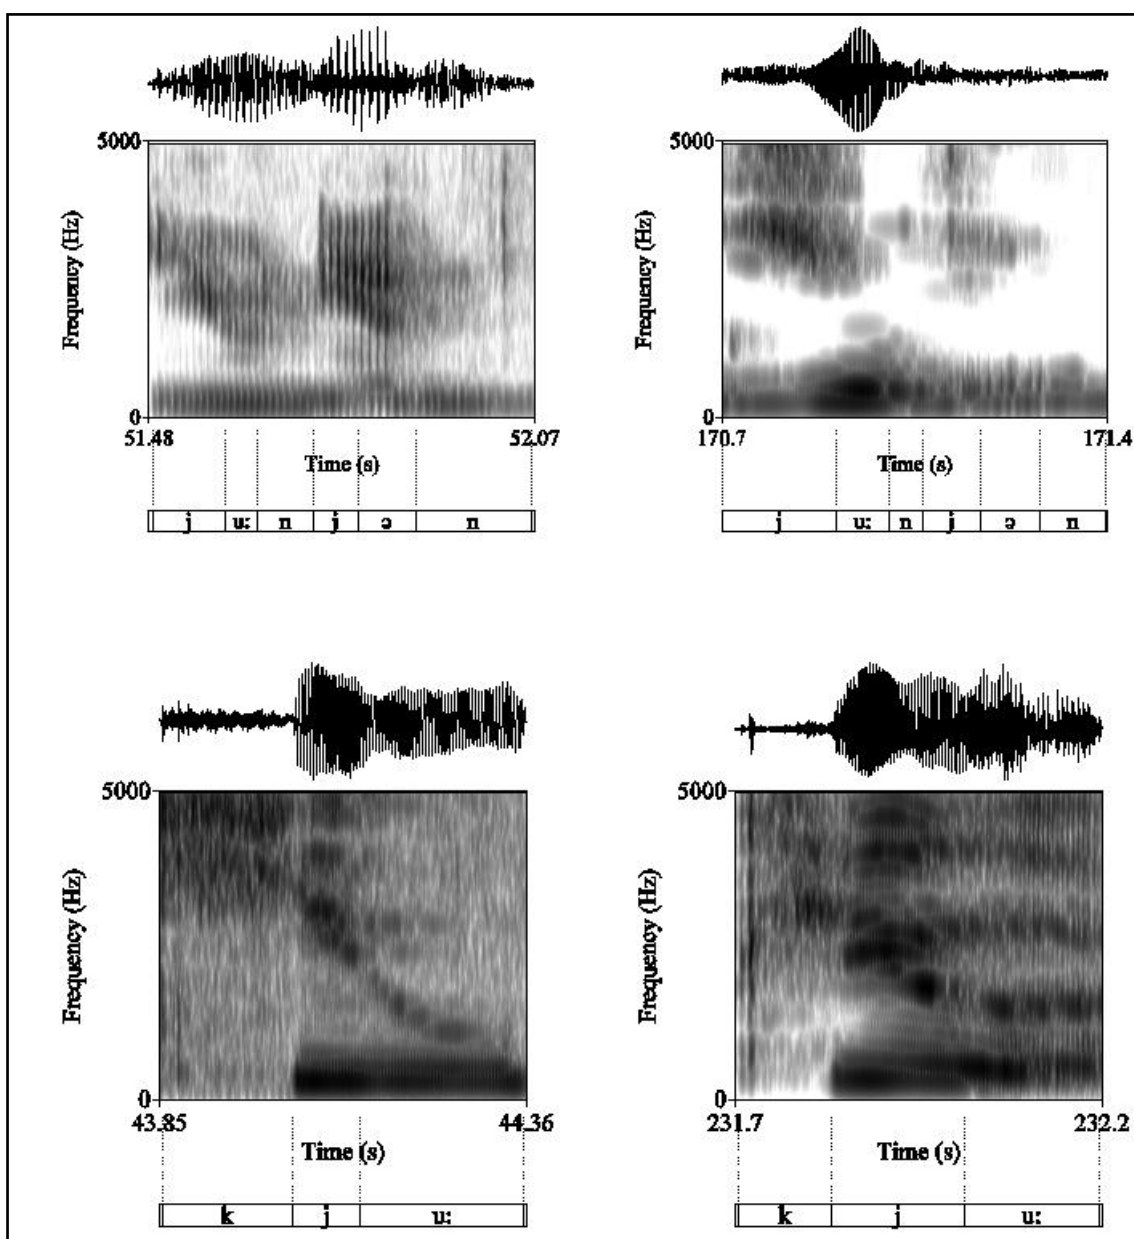 5000 5000
Frequency (Hz) Frequency (Hz)
0 0
51.48 52.07 170.7 171.4
Time (s) Time (s)
j u: n j ə n j u: n j ə n
5000 5000
Frequency (Hz) Frequency (Hz)
0 0
43.85 44.36 231.7 232.2
Time (s) Time (s)
k j u: k j u: